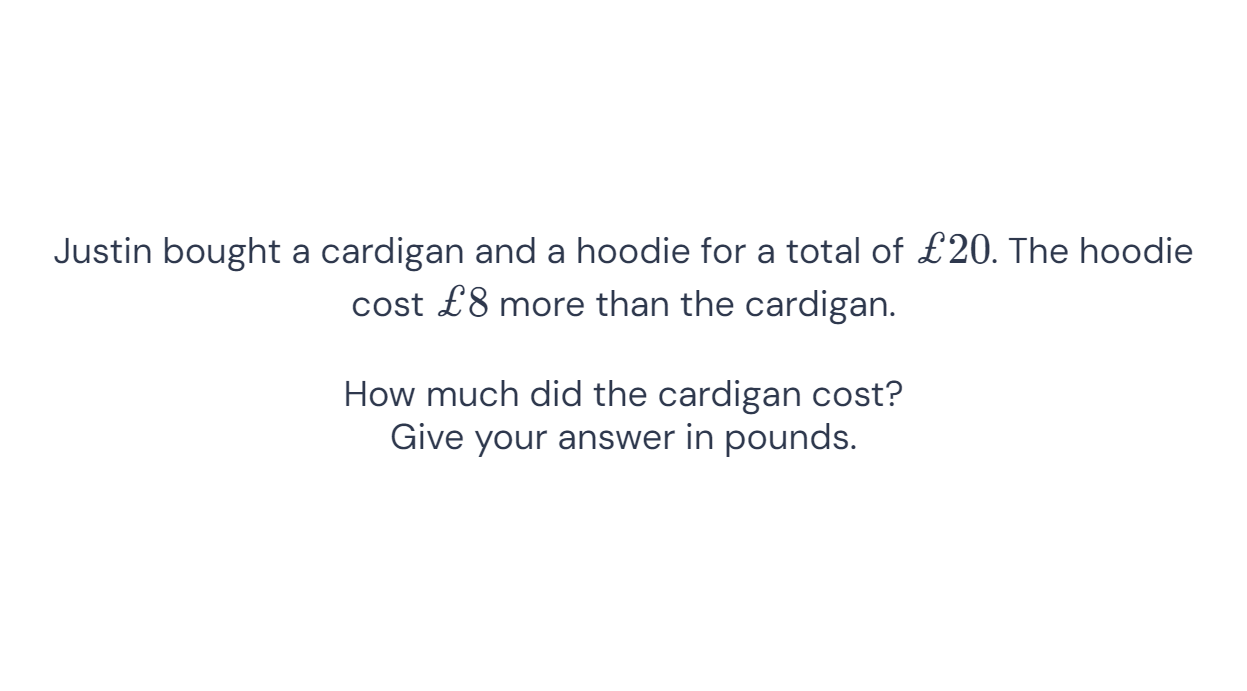 Justin bought a cardigan and a hoodie for a total of £20. The hoodie
cost £8 more than the cardigan.
How much did the cardigan cost?
Give your answer in pounds.